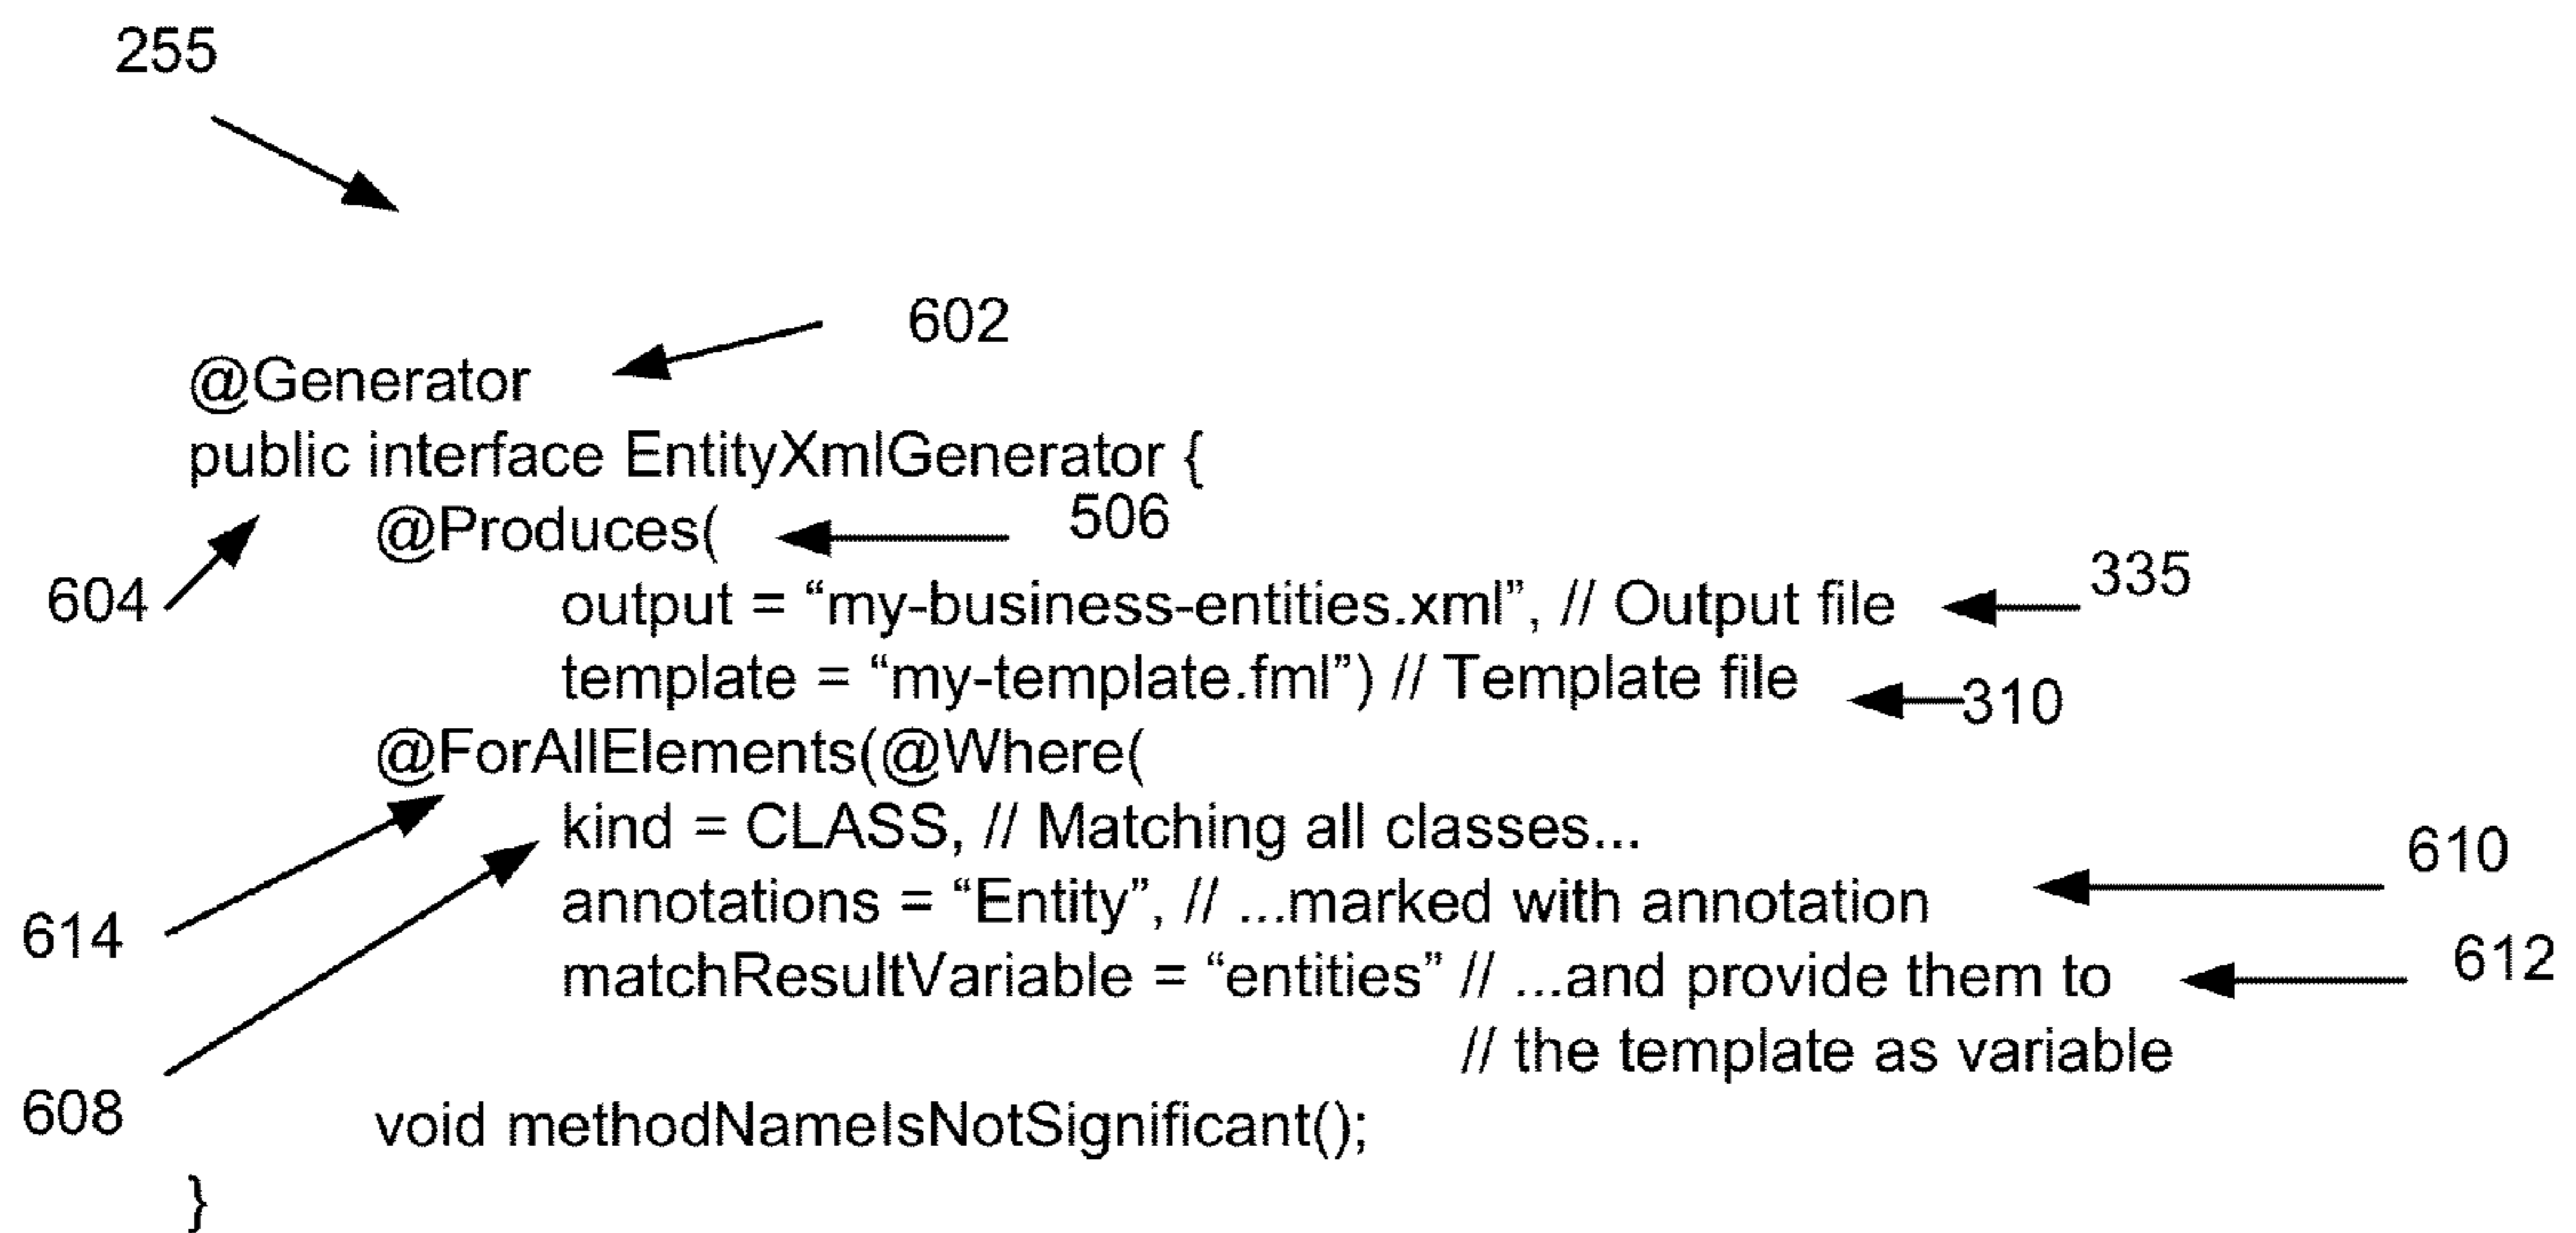 255
602
@Generator
public interface EntityXmlGenerator {
@Produces( 506
604 output = “my-business-entities.xml”, // Output file 335
template = “my-template.fml”) // Template file 310
@ForAllElements(@Where(
kind = CLASS, // Matching all classes... 610
614 annotations = “Entity”, // ...marked with annotation
matchResultVariable = “entities” // ...and provide them to 612
// the template as variable
608 void methodNameIsNotSignificant();
}